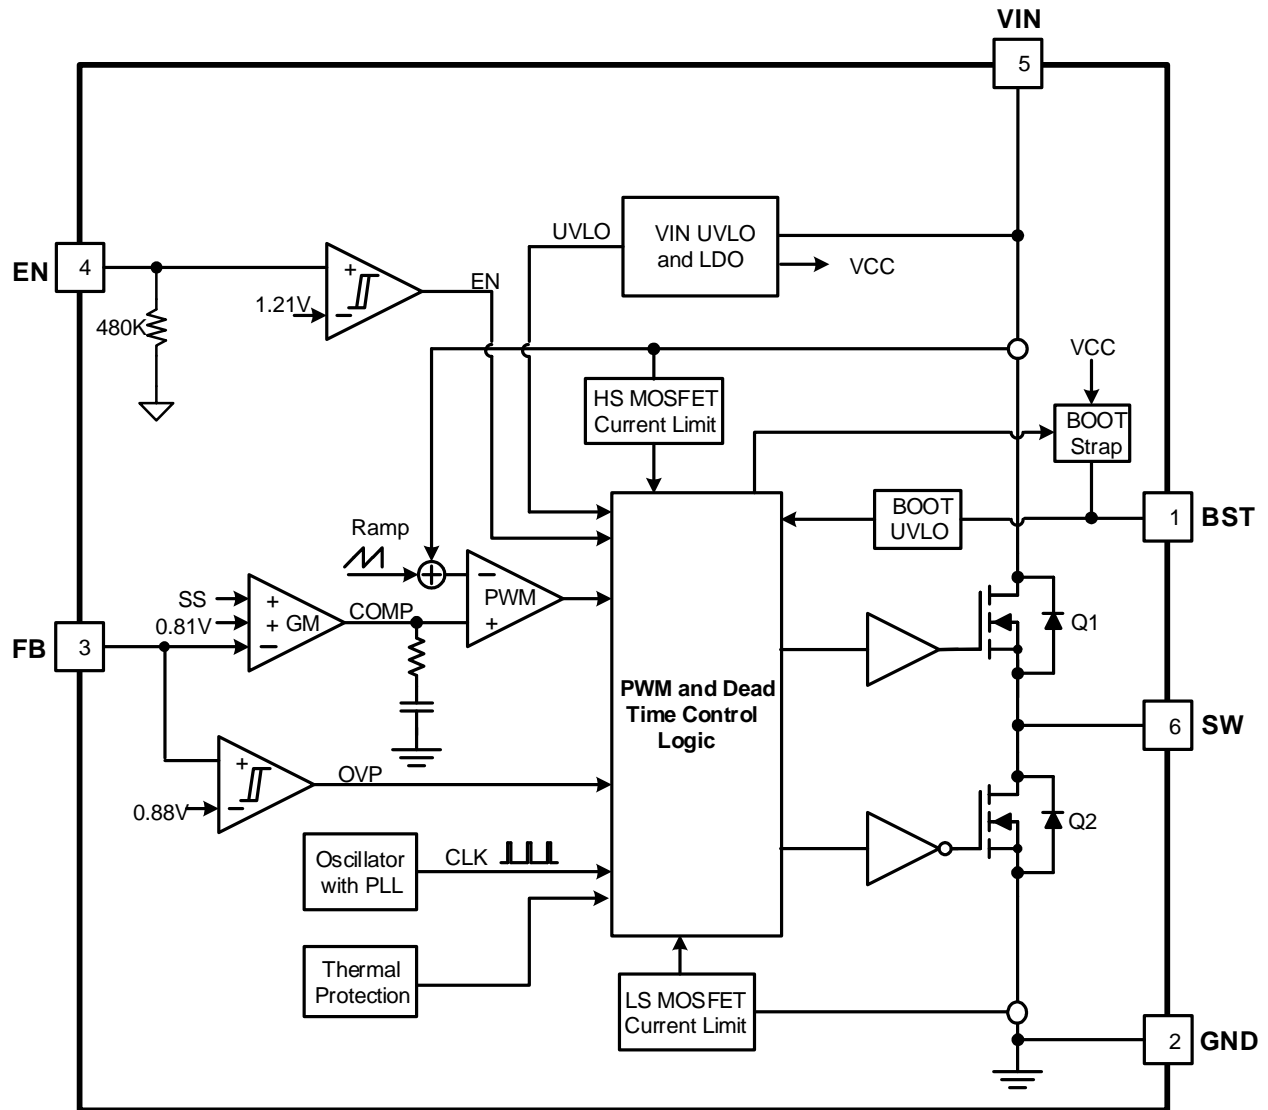 VIN
5
UVLO
VIN UVLO
and LDO
VCC
EN
4
EN
1.21V
480K
+
−
HS MOSFET
Current Limit
VCC
BOOT
Strap
BOOT
UVLO
1
BST
Ramp
+
−
PWM
+
SS
0.81V
+
+
GM
−
COMP
FB
3
Q1
PWM and Dead
Time Control
Logic
6
SW
+
−
0.88V
OVP
Q2
Oscillator
with PLL
CLK
Thermal
Protection
LS MOSFET
Current Limit
2
GND